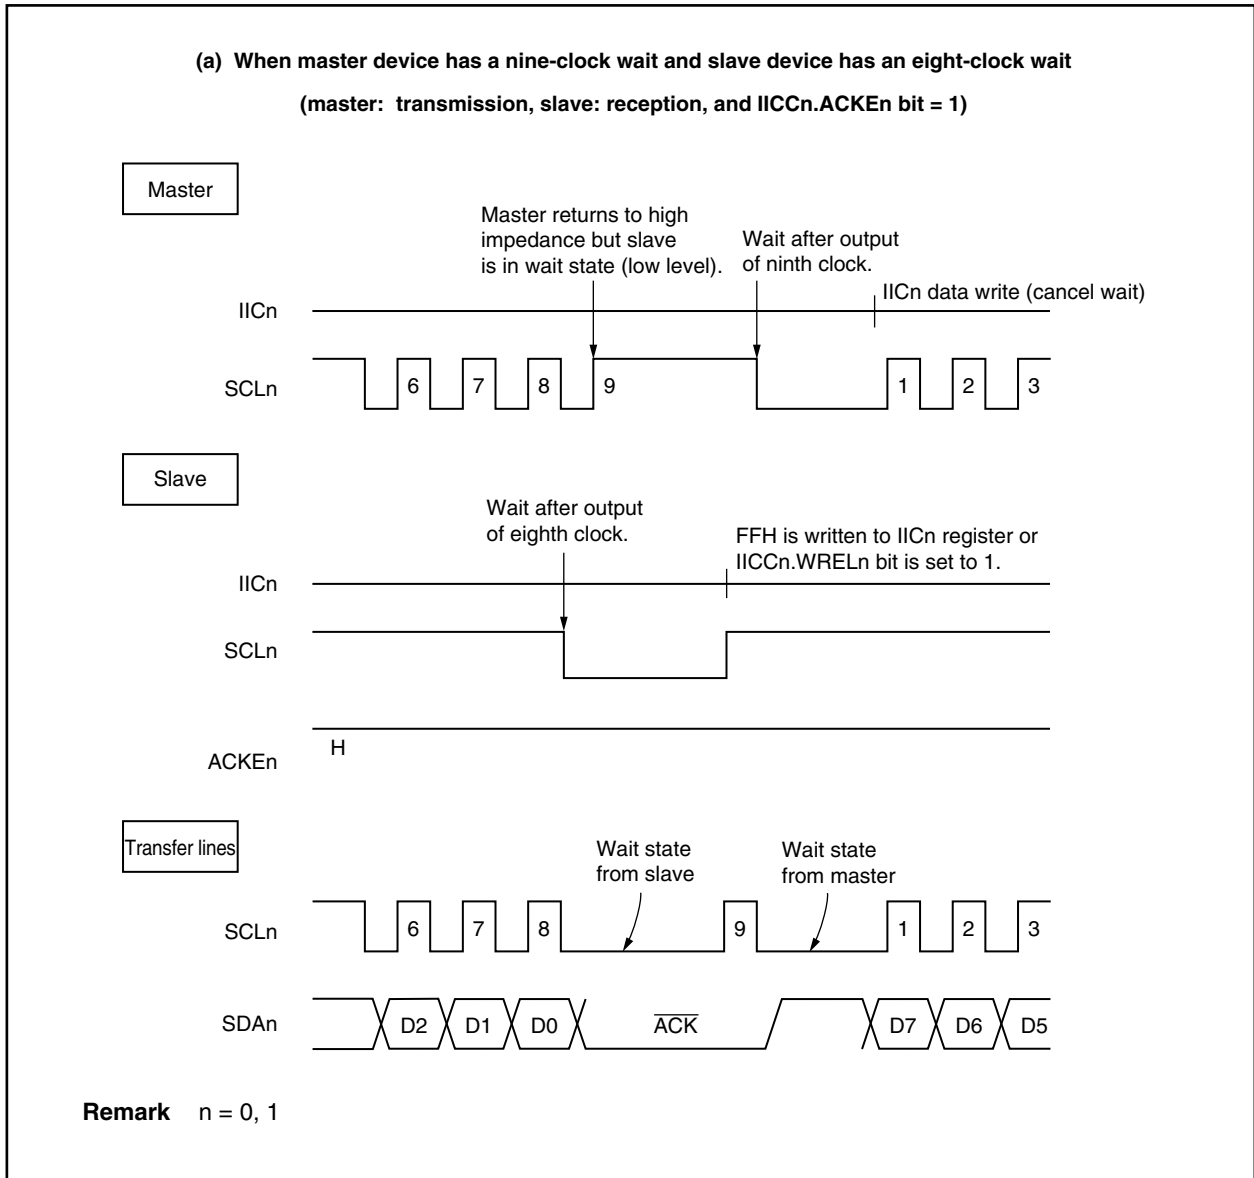 (a) When master device has a nine-clock wait and slave device has an eight-clock wait
(master: transmission, slave: reception, and IICCn.ACKEn bit = 1)
Master
Master returns to high
impedance but slave
is in wait state (low level).
Wait after output
of ninth clock.
IICn data write (cancel wait)
IICn
SCLn
6 7 8 9 1 2 3
Slave
Wait after output
of eighth clock.
FFH is written to IICn register or
IICCn.WRELn bit is set to 1.
IICn
SCLn
H
ACKEn
Transfer lines
Wait state
from slave
Wait state
from master
SCLn
6 7 8 9 1 2 3
SDAn
D2 D1 D0 A̅C̅K̅ D7 D6 D5
Remark n = 0, 1